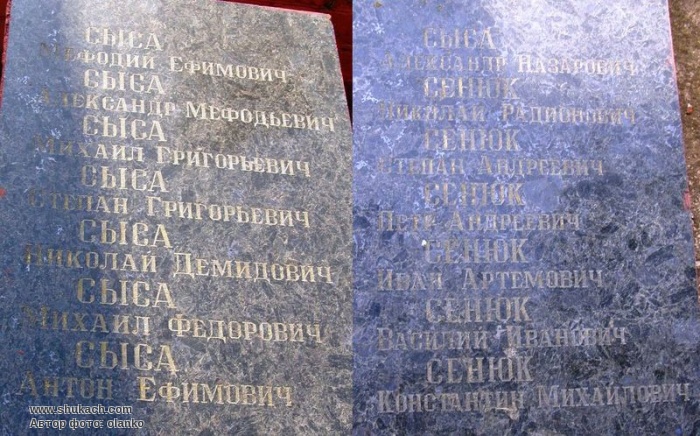 СЫСА
МЕФОДИЙ ЕФИМОВИЧ
СЫСА
АЛЕКСАНДР МЕФОДЬЕВИЧ
СЫСА
МИХАИЛ ГРИГОРЬЕВИЧ
СЫСА
СТЕПАН ГРИГОРЬЕВИЧ
СЫСА
НИКОЛАЙ ДЕМИДОВИЧ
СЫСА
МИХАИЛ ФЕДОРОВИЧ
СЫСА
АНТОН ЕФИМОВИЧ
www.shukach.com
Автор фото: olanko
СЫСА
АЛЕКСАНДР НАЗАРОВИЧ
СЕНЮК
НИКИЛАЙ РАДИОНОВИЧ
СЕНЮК
СТЕПАН АНДРЕЕВИЧ
СЕНЮК
ПЕТР АНДРЕЕВИЧ
СЕНЮК
ИВАН АРТЕМОВИЧ
СЕНЮК
ВАСИЛИЙ ИВАНОВИЧ
СЕНЮК
КОНСТАНТИН МИХАЙЛОВИЧ